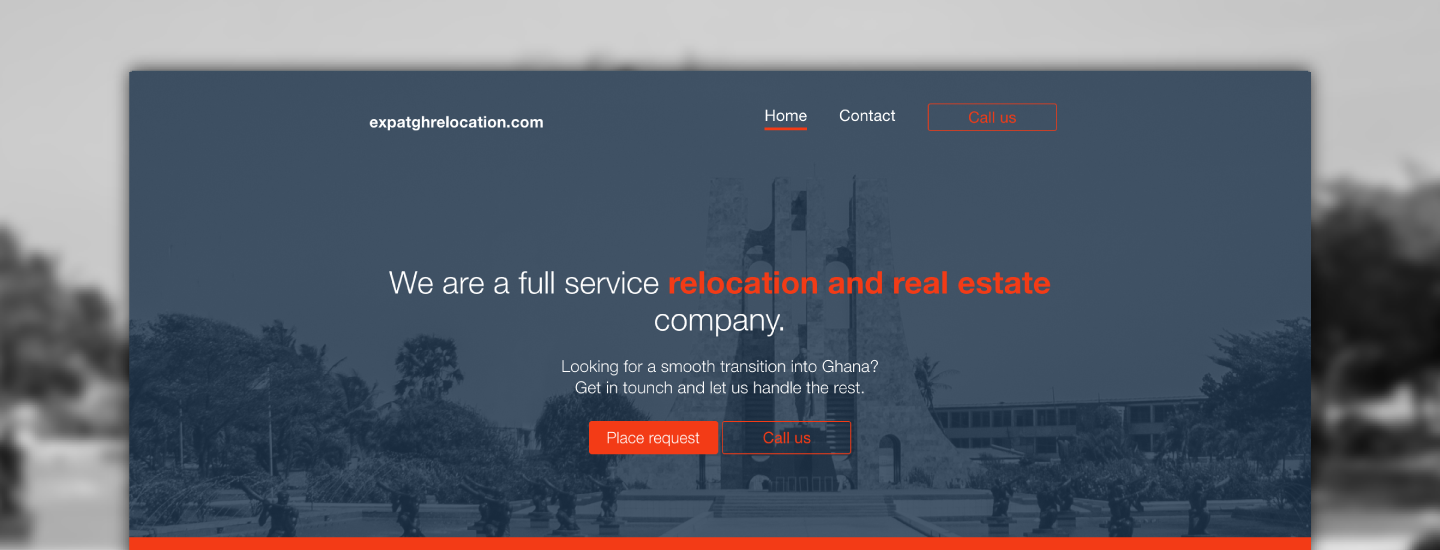 expatghrelocation.com
Home Contact Call us
We are a full service relocation and real estate
company.
Looking for a smooth transition into Ghana?
Get in tounch and let us handle the rest.
Place request Call us